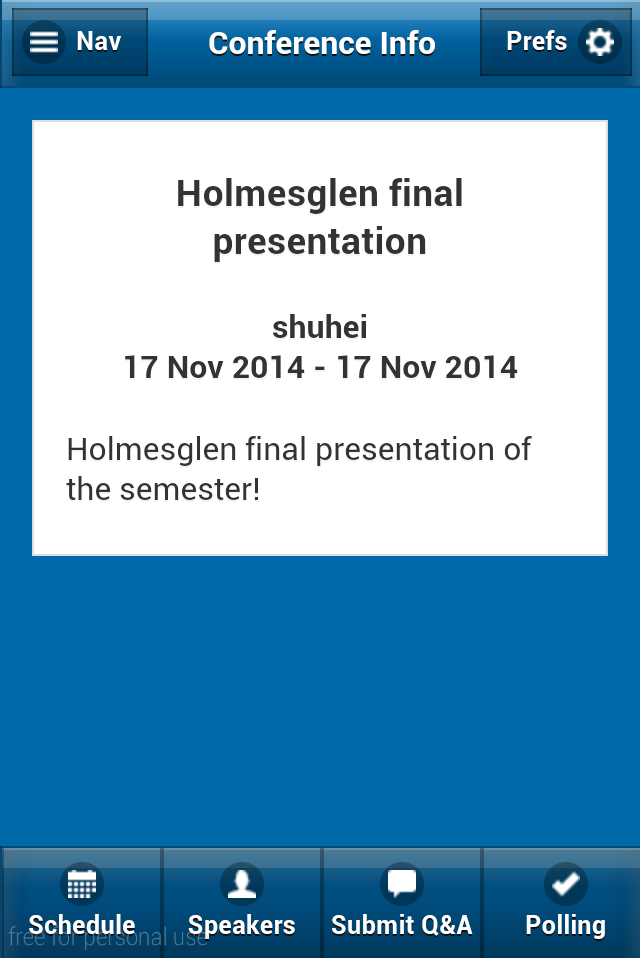 Nav
Conference Info
Prefs
Holmesglen final
presentation
shuhei
17 Nov 2014 - 17 Nov 2014
Holmesglen final presentation of
the semester!
Schedule
Speakers
Submit Q&A
Polling
free for personal use